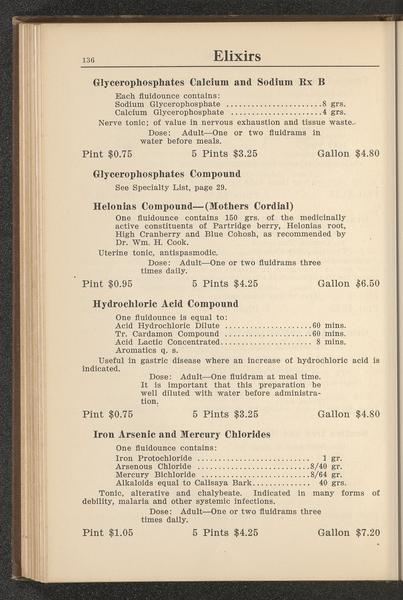 136
Elixirs
Glycerophosphates Calcium and Sodium Rx B
Each fluidounce contains:
Sodium Glycerophosphate ......................8 grs.
Calcium Glycerophosphate .....................4 grs.
Nerve tonic; of value in nervous exhaustion and tissue waste.
Dose: Adult—One or two fluidrams in
water before meals.
Pint $0.75 5 Pints $3.25 Gallon $4.80
Glycerophosphates Compound
See Specialty List, page 29.
Helonias Compound—(Mothers Cordial)
One fluidounce contains 150 grs. of the medicinally
active constituents of Partridge berry, Helonias root,
High Cranberry and Blue Cohosh, as recommended by
Dr. Wm. H. Cook.
Uterine tonic, antispasmodic.
Dose: Adult—One or two fluidrams three
times daily.
Pint $0.95 5 Pints $4.25 Gallon $6.50
Hydrochloric Acid Compound
One fluidounce is equal to:
Acid Hydrochloric Dilute ....................60 mins.
Tr. Cardamon Compound ....................60 mins.
Acid Lactic Concentrated..................... 8 mins.
Aromatics q. s.
Useful in gastric disease where an increase of hydrochloric acid is
indicated.
Dose: Adult—One fluidram at meal time.
It is important that this preparation be
well diluted with water before administra-
tion.
Pint $0.75 5 Pints $3.25 Gallon $4.80
Iron Arsenic and Mercury Chlorides
One fluidounce contains:
Iron Protochloride .......................... 1 gr.
Arsenous Chloride ..........................8/40 gr.
Mercury Bichloride .........................8/64 gr.
Alkaloids equal to Calisaya Bark............. 40 grs.
Tonic, alterative and chalybeate. Indicated in many forms of
debility, malaria and other systemic infections.
Dose: Adult—One or two fluidrams three
times daily.
Pint $1.05 5 Pints $4.25 Gallon $7.20